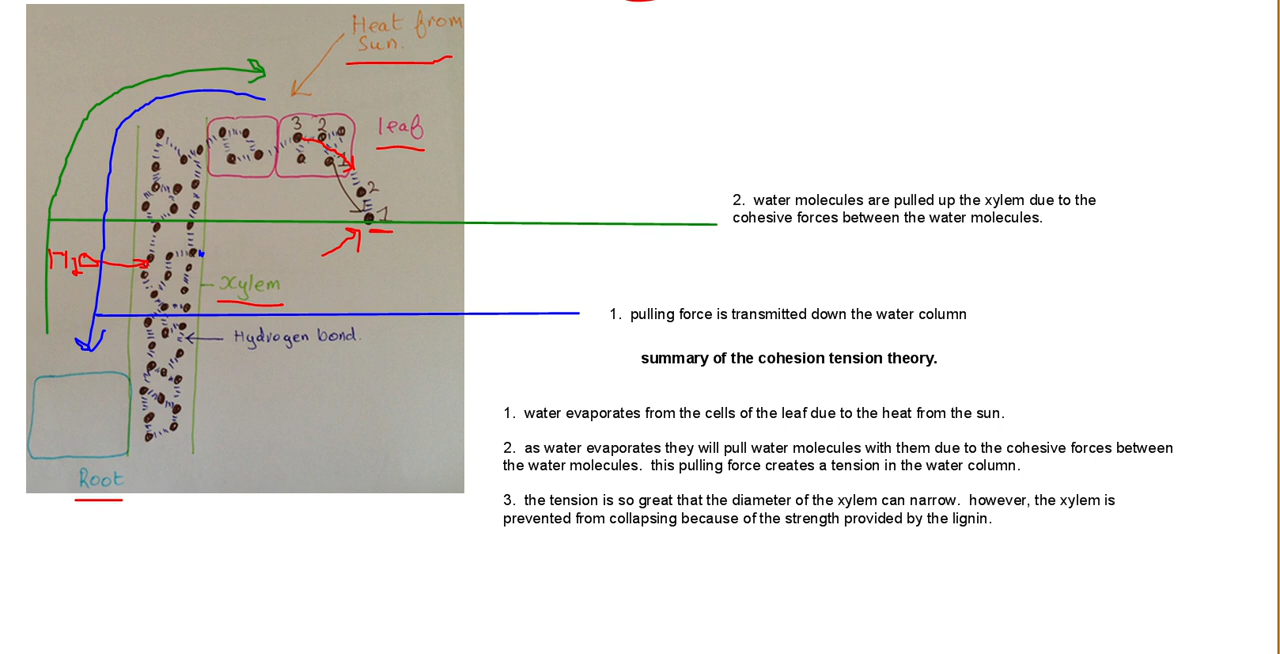 Heat from
Sun.
leaf
3 2 1
2
1
H2O
Xylem
Hydrogen bond.
Root
2. water molecules are pulled up the xylem due to the
cohesive forces between the water molecules.
1. pulling force is transmitted down the water column
summary of the cohesion tension theory.
1. water evaporates from the cells of the leaf due to the heat from the sun.
2. as water evaporates they will pull water molecules with them due to the cohesive forces between
the water molecules. this pulling force creates a tension in the water column.
3. the tension is so great that the diameter of the xylem can narrow. however, the xylem is
prevented from collapsing because of the strength provided by the lignin.